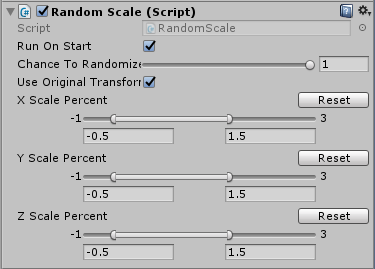 Random Scale (Script)
Script RandomScale
Run On Start
Chance To Randomize 1
Use Original Transform
X Scale Percent Reset
-1 3
-0.5 1.5
Y Scale Percent Reset
-1 3
-0.5 1.5
Z Scale Percent Reset
-1 3
-0.5 1.5